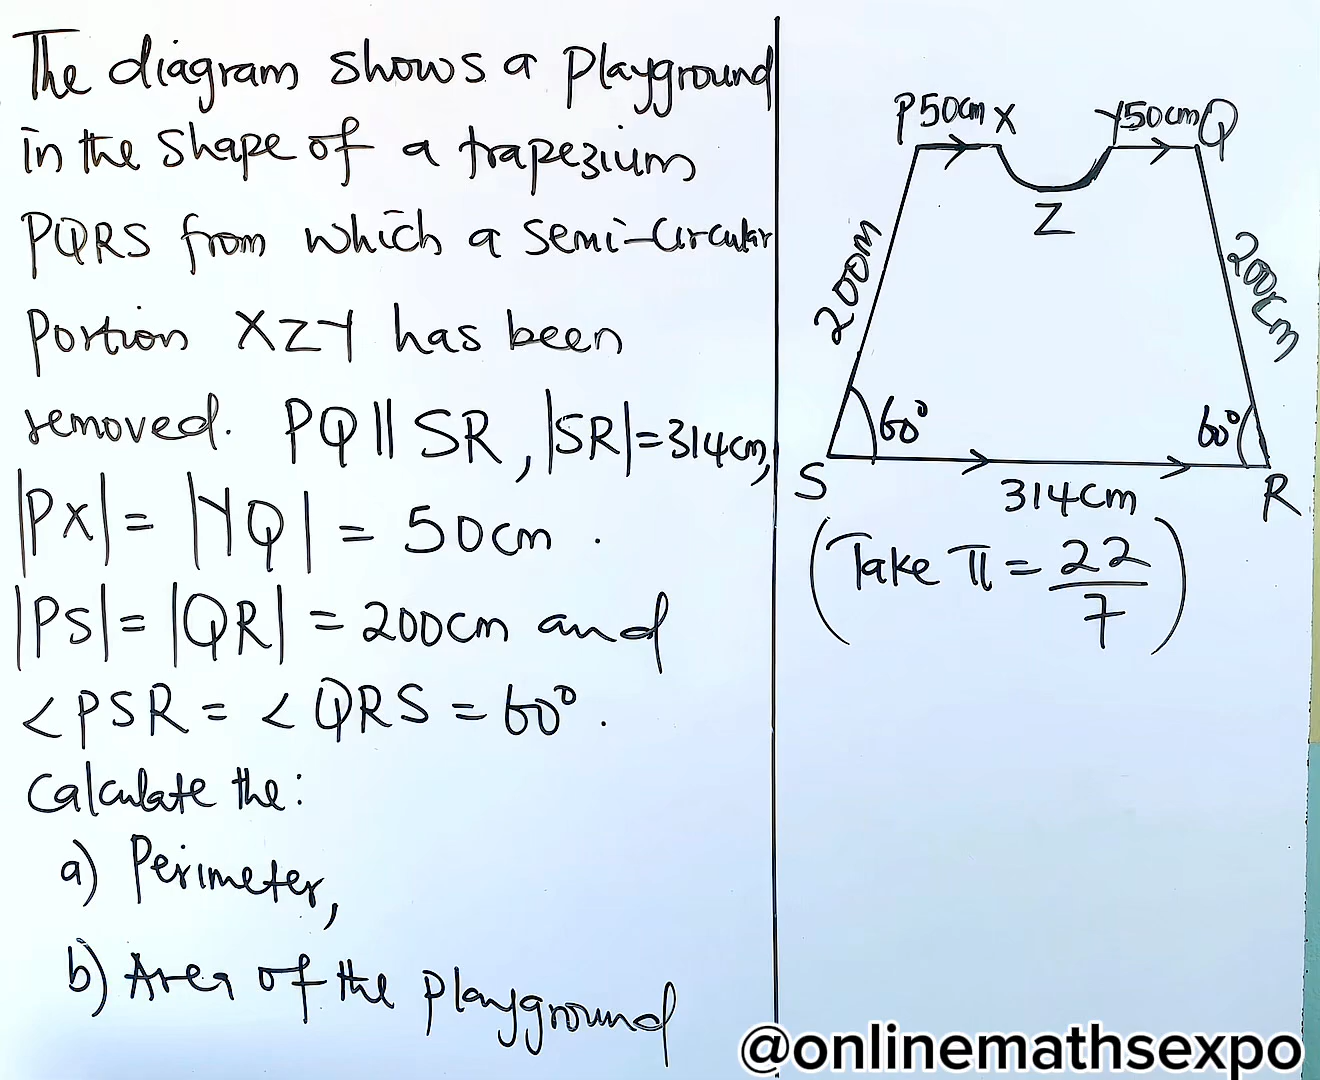 The diagram shows a playground
in the shape of a trapezium
PQRS from which a semi-circular
portion XZY has been
removed. PQ || SR, |SR|=314cm,
|PX| = |YQ| = 50cm.
|PS| = |QR| = 200cm and
<PSR = <QRS = 60°.
Calculate the:
a) Perimeter,
b) Area of the playground
P 50cm X Y 50cm Q
Z
200m
200cm
60° 60°
S R
314cm
(Take π = 22/7)
@onlinemathsexpo